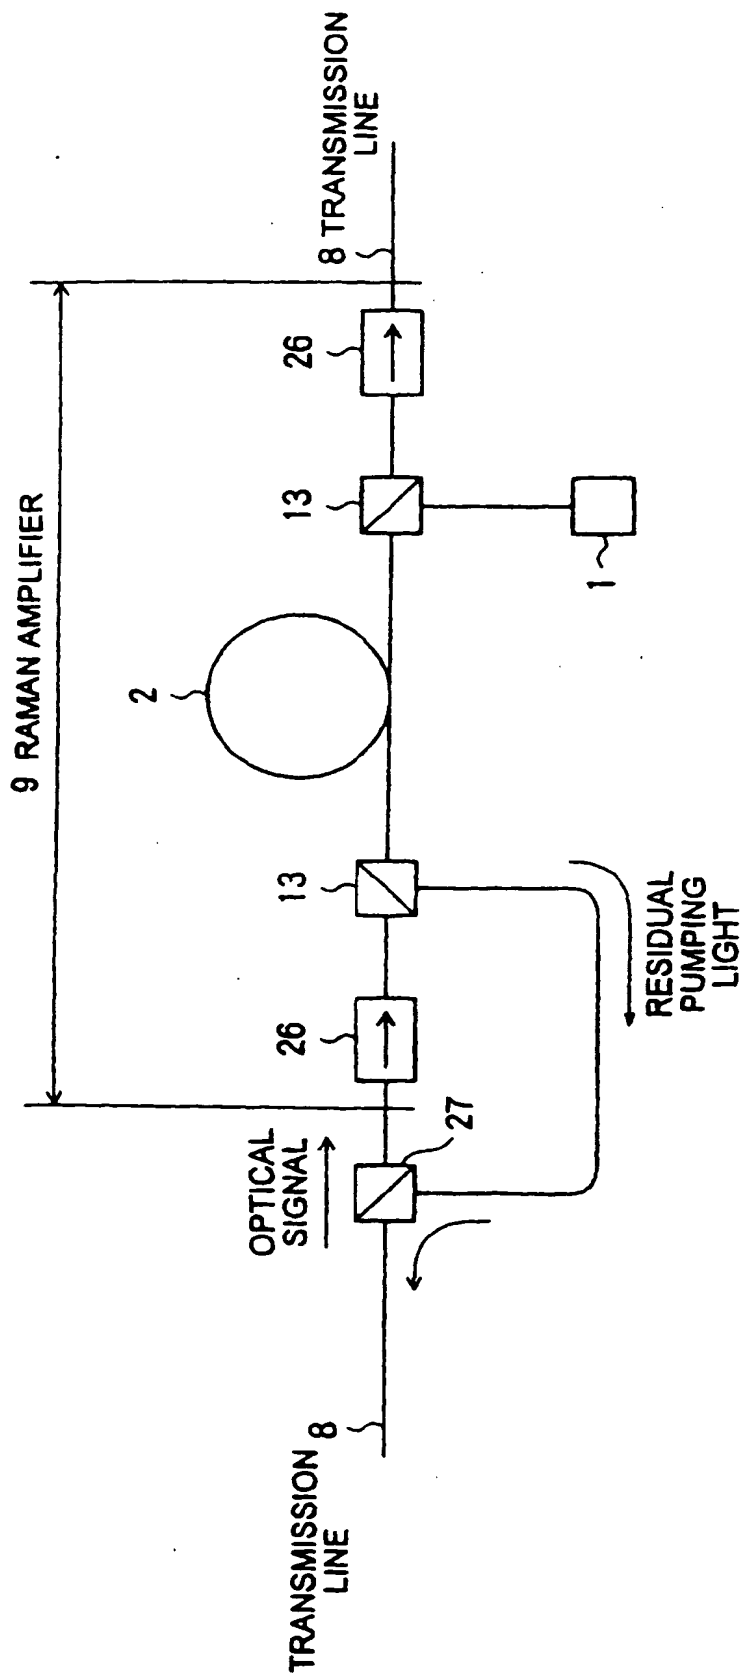 9 RAMAN AMPLIFIER
TRANSMISSION
LINE
8
OPTICAL
SIGNAL
27
26
13
2
13
26
8 TRANSMISSION
LINE
1
RESIDUAL
PUMPING
LIGHT